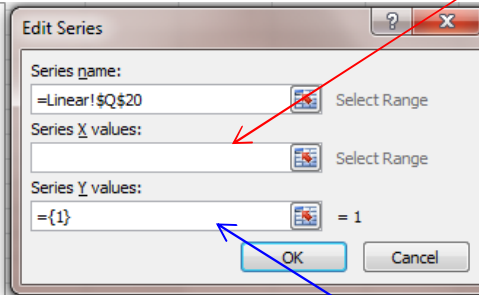 Edit Series
Series name:
=Linear!$Q$20
Select Range
Series X values:
Select Range
Series Y values:
={1}
= 1
OK
Cancel